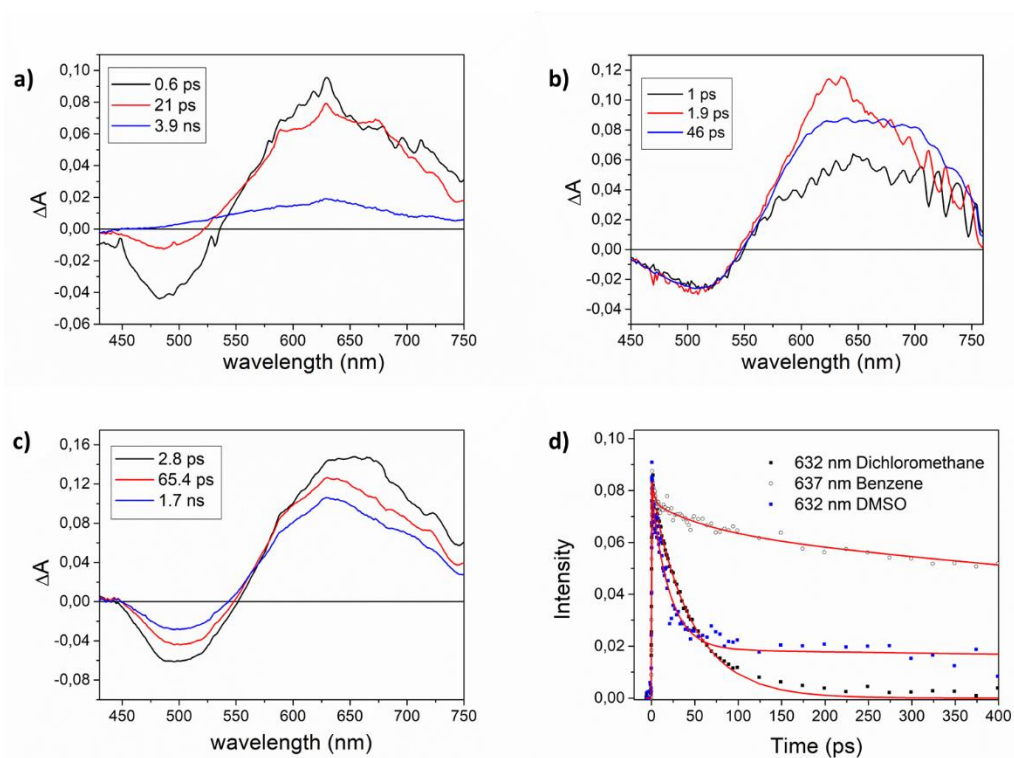 a)
0.6 ps
21 ps
3.9 ns
0,10
0,08
0,06
0,04
0,02
0,00
-0,02
-0,04
-0,06
ΔA
450 500 550 600 650 700 750
wavelength (nm)
b)
1 ps
1.9 ps
46 ps
0,12
0,10
0,08
0,06
0,04
0,02
0,00
-0,02
-0,04
ΔA
450 500 550 600 650 700 750
wavelength (nm)
c)
2.8 ps
65.4 ps
1.7 ns
0,16
0,12
0,08
0,04
0,00
-0,04
-0,08
ΔA
450 500 550 600 650 700 750
wavelength (nm)
d)
632 nm Dichloromethane
637 nm Benzene
632 nm DMSO
0,10
0,08
0,06
0,04
0,02
0,00
Intensity
0 50 100 150 200 250 300 350 400
Time (ps)